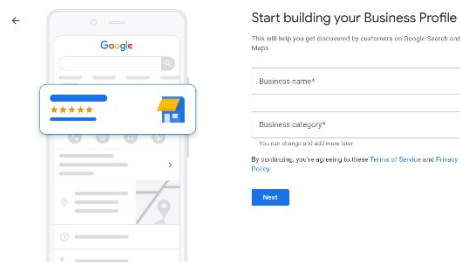 Google
Start building your Business Profile
This will help you get discovered by customers on Google Search and
Maps
Business name*
Business category*
You can change and add more later
By continuing, you're agreeing to these Terms of Service and Privacy
Policy
Next